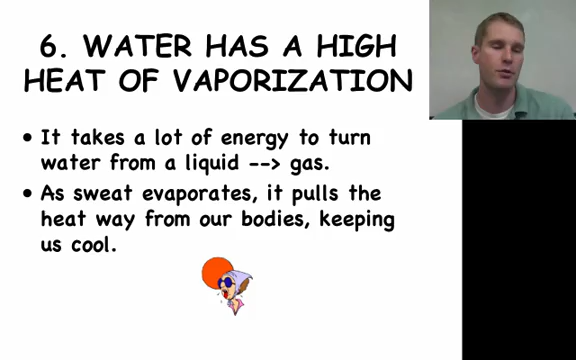 6. WATER HAS A HIGH
HEAT OF VAPORIZATION
• It takes a lot of energy to turn
water from a liquid --> gas.
• As sweat evaporates, it pulls the
heat way from our bodies, keeping
us cool.